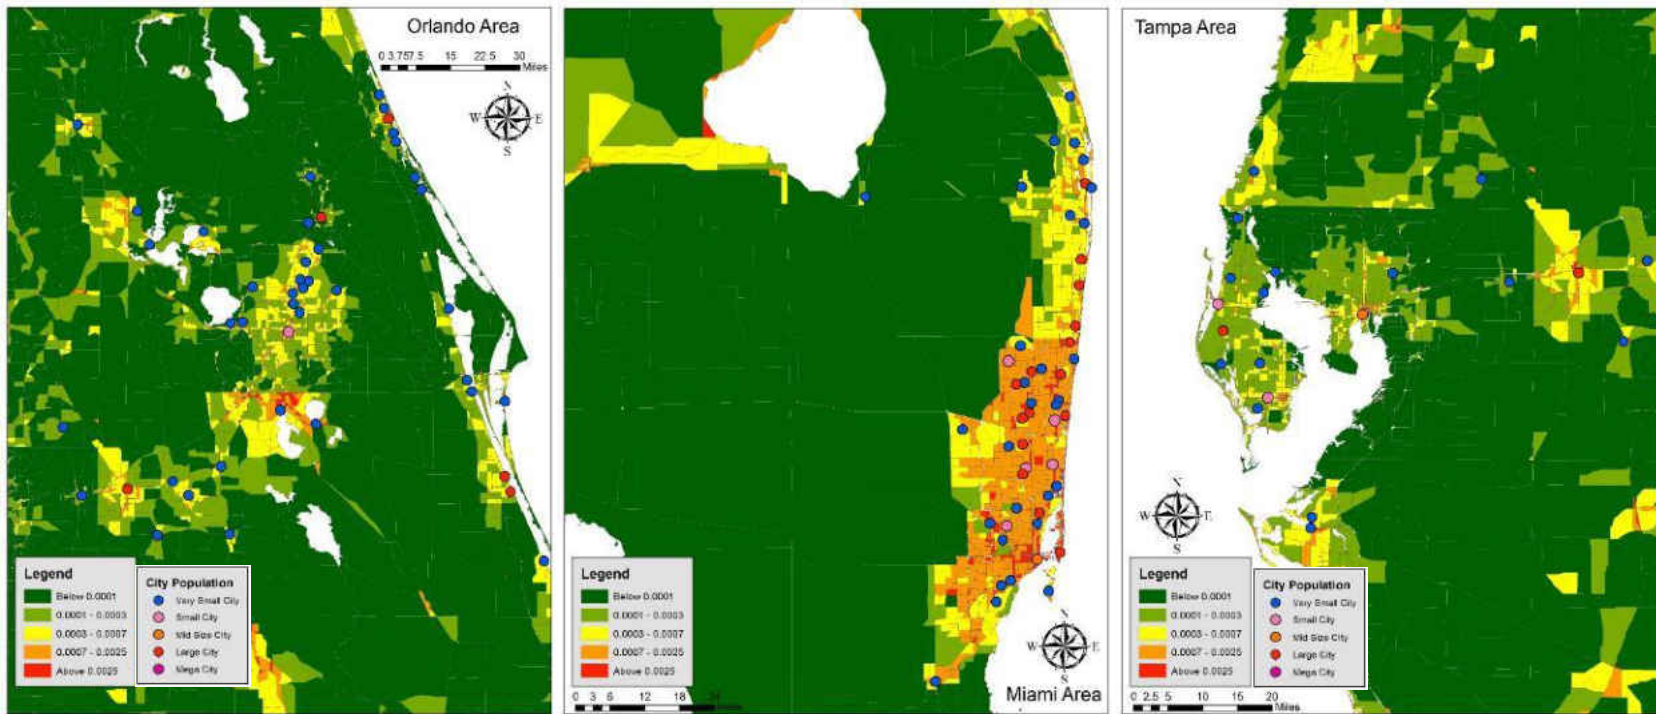 Orlando Area
0 3.757.5 15 22.5 30
Miles
N
W E
S
Legend
Below 0.0001
0.0001 - 0.0003
0.0003 - 0.0007
0.0007 - 0.0025
Above 0.0025
City Population
Very Small City
Small City
Mid Size City
Large City
Mega City
Legend
Below 0.0001
0.0001 - 0.0003
0.0003 - 0.0007
0.0007 - 0.0025
Above 0.0025
0 3 6 12 18
N
W E
S
Miami Area
Tampa Area
N
W E
S
Legend
Below 0.0001
0.0001 - 0.0003
0.0003 - 0.0007
0.0007 - 0.0025
Above 0.0025
City Population
Very Small City
Small City
Mid Size City
Large City
Mega City
0 2.5 5 10 15 20
Miles